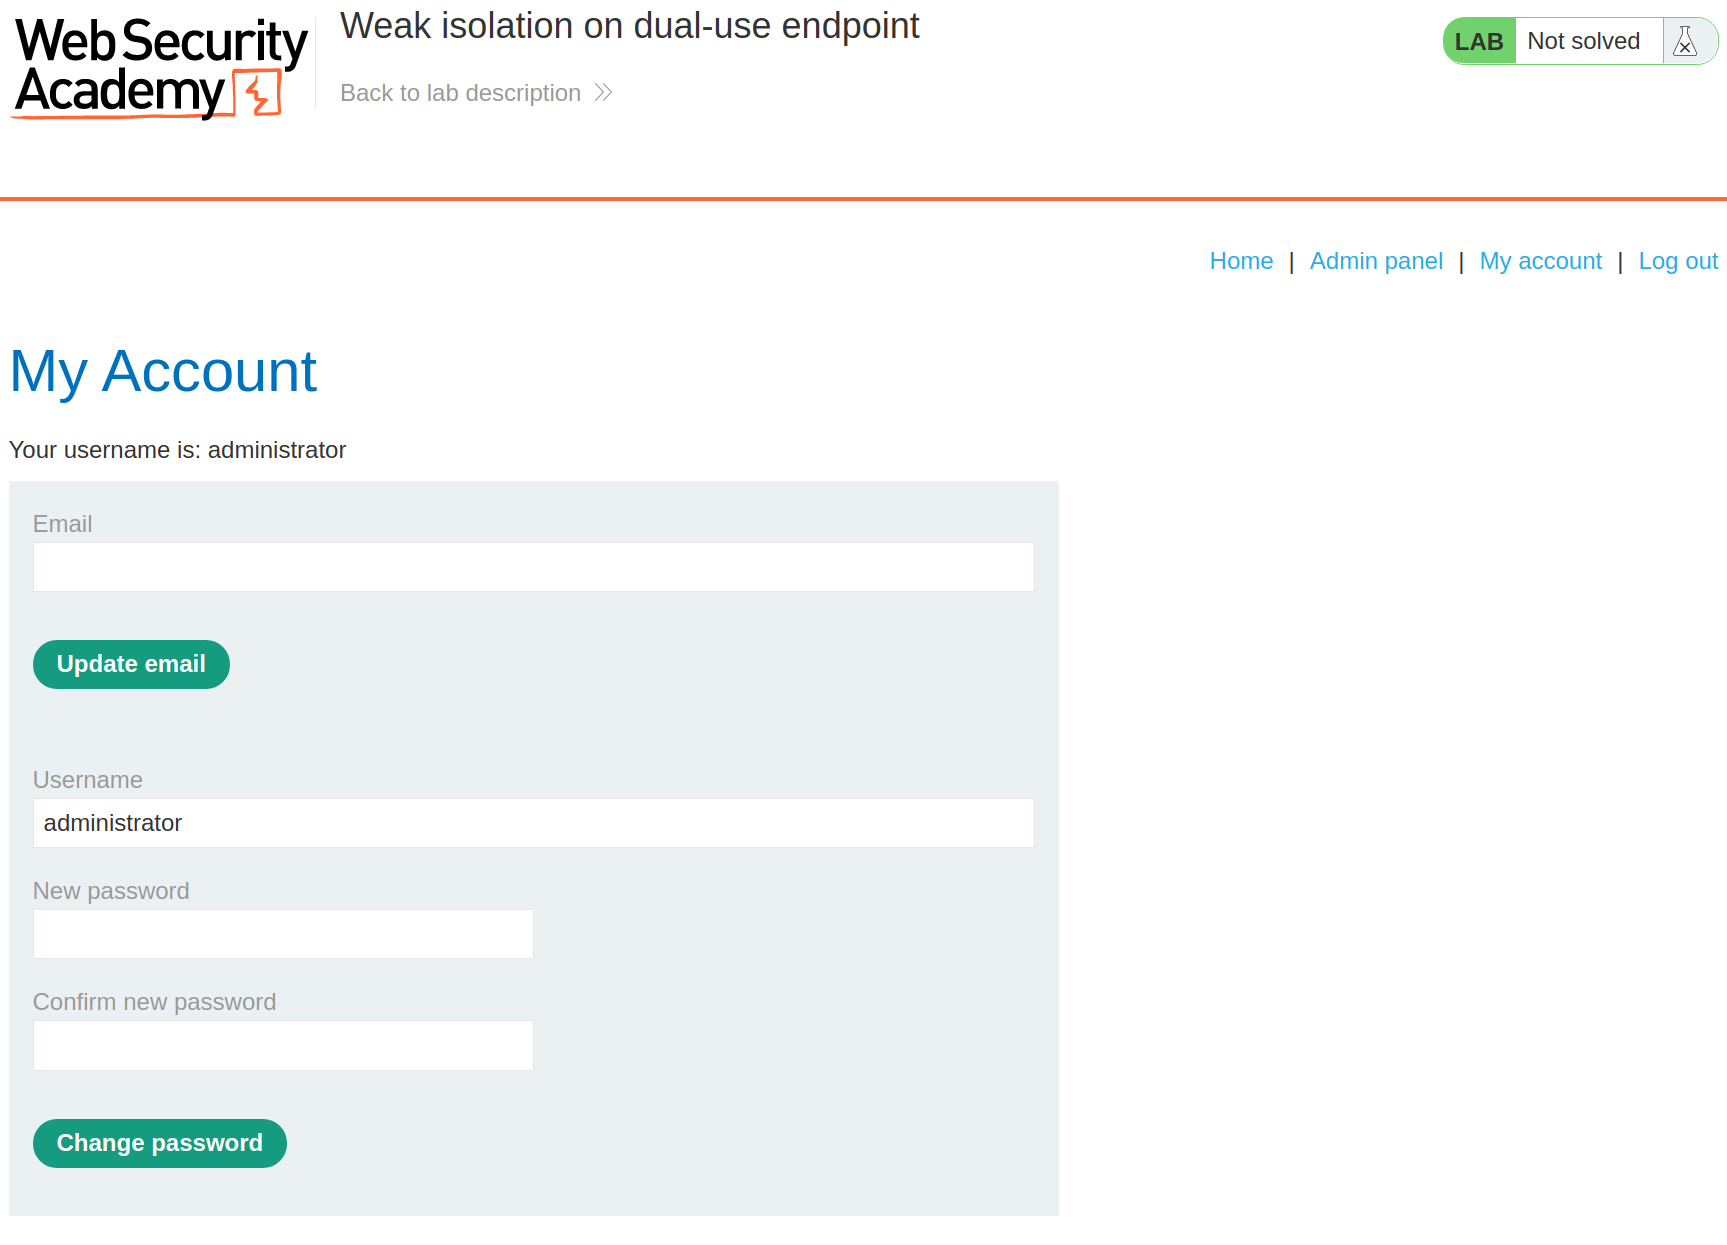 Web Security
Academy
Weak isolation on dual-use endpoint
Back to lab description
LAB Not solved
Home | Admin panel | My account | Log out
My Account
Your username is: administrator
Email
Update email
Username
administrator
New password
Confirm new password
Change password